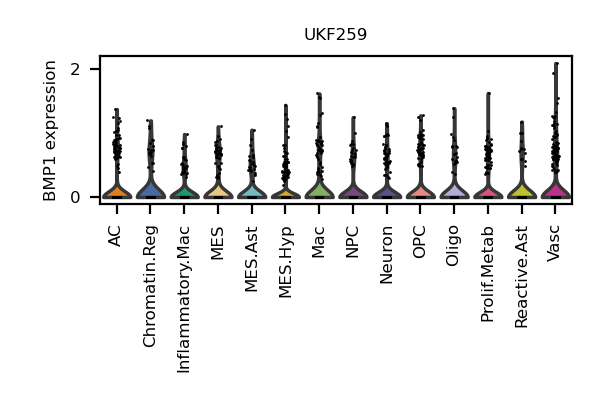 UKF259
BMP1 expression
2
0
AC
Chromatin.Reg
Inflammatory.Mac
MES
MES.Ast
MES.Hyp
Mac
NPC
Neuron
OPC
Oligo
Prolif.Metab
Reactive.Ast
Vasc